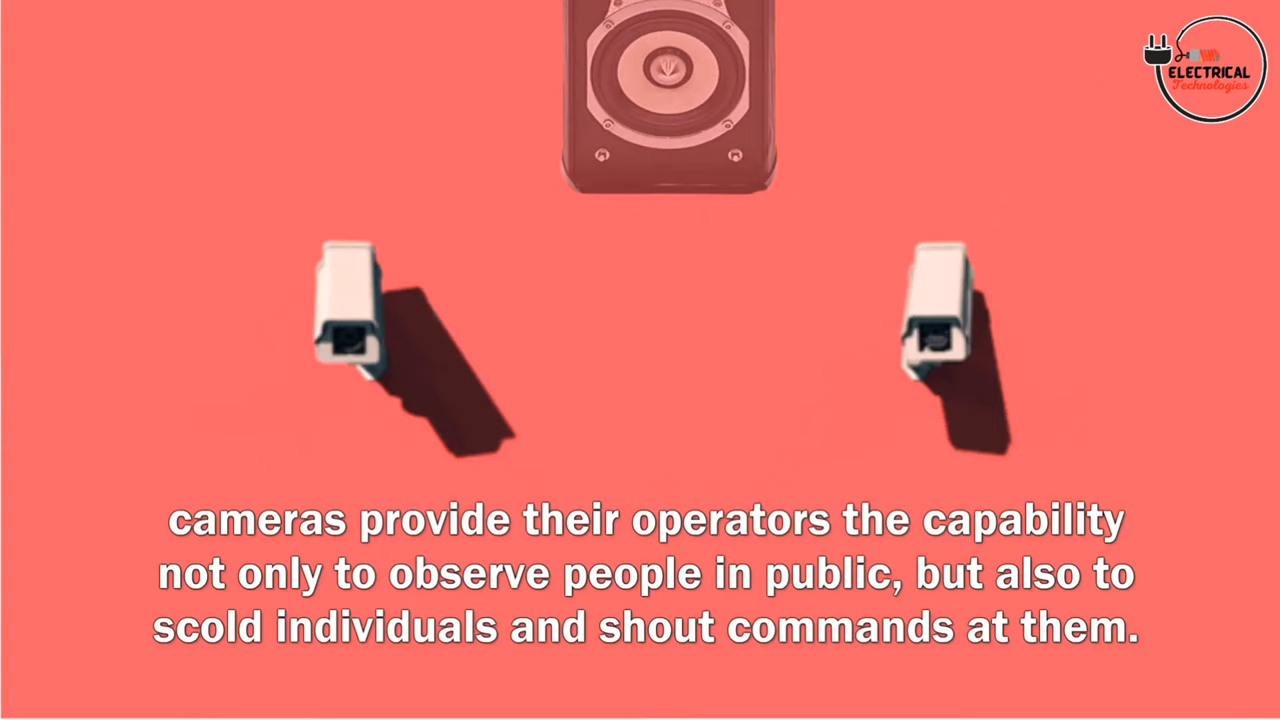 ELECTRICAL
Technologies
cameras provide their operators the capability
not only to observe people in public, but also to
scold individuals and shout commands at them.